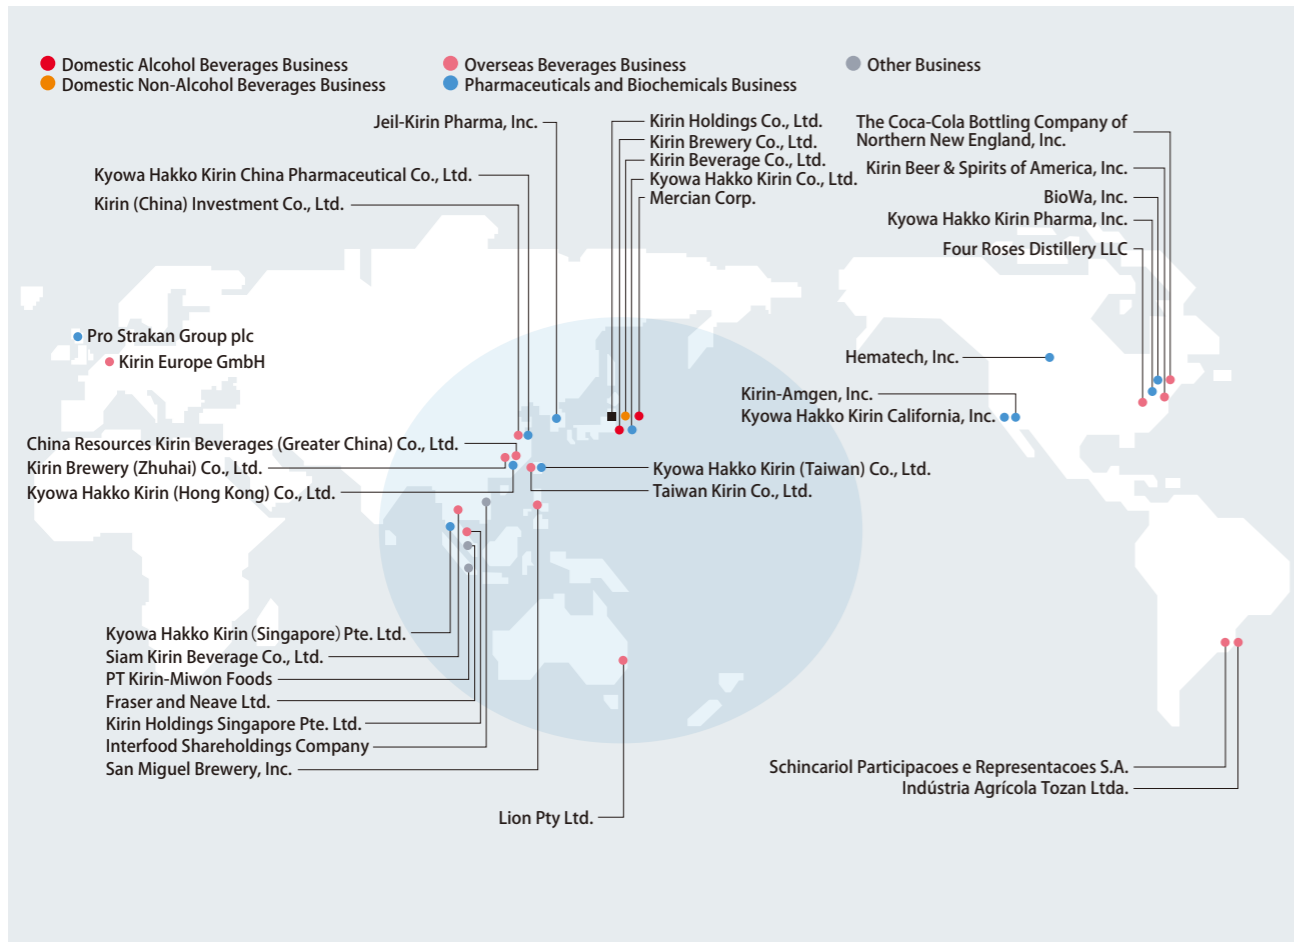 Domestic Alcohol Beverages Business
Domestic Non-Alcohol Beverages Business
Overseas Beverages Business
Pharmaceuticals and Biochemicals Business
Other Business
Jeil-Kirin Pharma, Inc.
Kyowa Hakko Kirin China Pharmaceutical Co., Ltd.
Kirin (China) Investment Co., Ltd.
Kirin Holdings Co., Ltd.
Kirin Brewery Co., Ltd.
Kirin Beverage Co., Ltd.
Kyowa Hakko Kirin Co., Ltd.
Mercian Corp.
The Coca-Cola Bottling Company of
Northern New England, Inc.
Kirin Beer & Spirits of America, Inc.
BioWa, Inc.
Kyowa Hakko Kirin Pharma, Inc.
Four Roses Distillery LLC
Pro Strakan Group plc
Kirin Europe GmbH
Hematech, Inc.
Kirin-Amgen, Inc.
Kyowa Hakko Kirin California, Inc.
China Resources Kirin Beverages (Greater China) Co., Ltd.
Kirin Brewery (Zhuhai) Co., Ltd.
Kyowa Hakko Kirin (Hong Kong) Co., Ltd.
Kyowa Hakko Kirin (Taiwan) Co., Ltd.
Taiwan Kirin Co., Ltd.
Kyowa Hakko Kirin (Singapore) Pte. Ltd.
Siam Kirin Beverage Co., Ltd.
PT Kirin-Miwon Foods
Fraser and Neave Ltd.
Kirin Holdings Singapore Pte. Ltd.
Interfood Shareholdings Company
San Miguel Brewery, Inc.
Lion Pty Ltd.
Schincariol Participacoes e Representacoes S.A.
Indústria Agrícola Tozan Ltda.